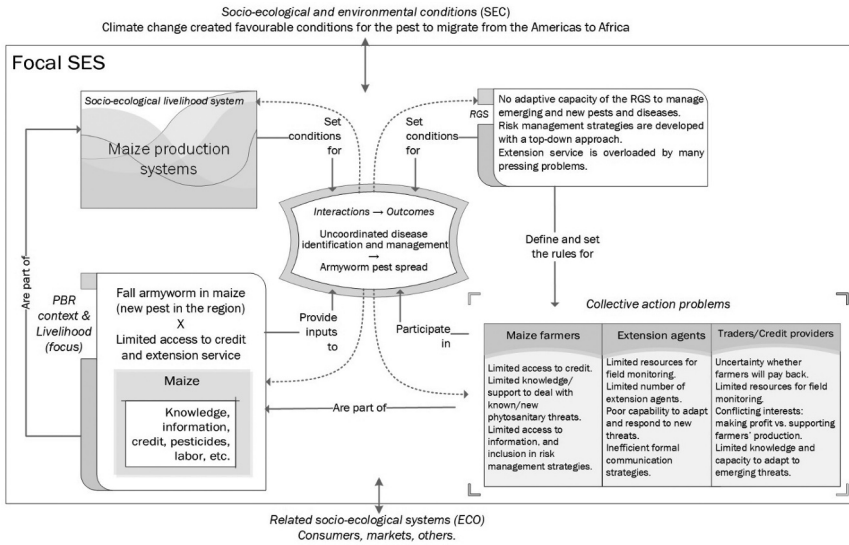 Socio-ecological and environmental conditions (SEC)
Climate change created favourable conditions for the pest to migrate from the Americas to Africa
Focal SES
Socio-ecological livelihood system
Maize production
systems
Set
conditions
for
Set
conditions
for
RGS
No adaptive capacity of the RGS to manage
emerging and new pests and diseases.
Risk management strategies are developed
with a top-down approach.
Extension service is overloaded by many
pressing problems.
Interactions → Outcomes
Uncoordinated disease
identification and management
→
Armyworm pest spread
Are part of
Define and set
the rules for
PBR
context &
Livelihood
(focus)
Fall armyworm in maize
(new pest in the region)
X
Limited access to credit
and extension service
Maize
Knowledge,
information,
credit, pesticides,
labor, etc.
Provide
inputs
to
Participate
in
Are part of
Collective action problems
Maize farmers
Limited access to credit.
Limited knowledge/
support to deal with
known/new
phytosanitary threats.
Limited access to
information, and
inclusion in risk
management strategies.
Extension agents
Limited resources for
field monitoring.
Limited number of
extension agents.
Poor capability to adapt
and respond to new
threats.
Inefficient formal
communication
strategies.
Traders/Credit providers
Uncertainty whether
farmers will pay back.
Limited resources for field
monitoring.
Conflicting interests:
making profit vs. supporting
farmers' production.
Limited knowledge and
capacity to adapt to
emerging threats.
Related socio-ecological systems (ECO)
Consumers, markets, others.